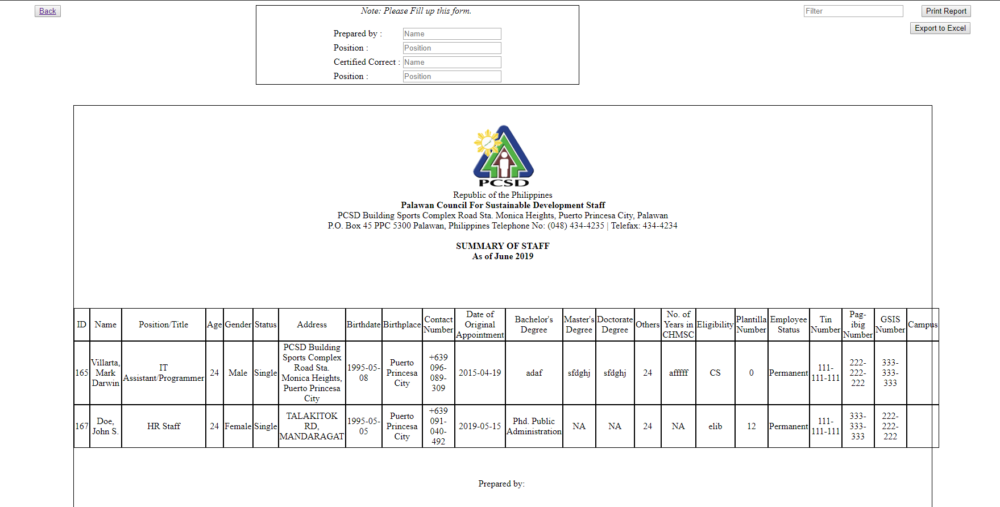 Back
Note: Please Fill up this form.
Filter
Print Report
Export to Excel
Prepared by : Name
Position : Position
Certified Correct : Name
Position : Position
PCSD
Republic of the Philippines
Palawan Council For Sustainable Development Staff
PCSD Building Sports Complex Road Sta. Monica Heights, Puerto Princesa City, Palawan
P.O. Box 45 PPC 5300 Palawan, Philippines Telephone No: (048) 434-4235 | Telefax: 434-4234
SUMMARY OF STAFF
As of June 2019
ID
Name
Position/Title
Age
Gender
Status
Address
Birthdate
Birthplace
Contact
Number
Date of
Original
Appointment
Bachelor's
Degree
Master's
Degree
Doctorate
Degree
Others
No. of
Years in
CHMSC
Eligibility
Plantilla
Number
Employee
Status
Tin
Number
Pag-
ibig
Number
GSIS
Number
Campus
165
Villarta,
Mark
Darwin
IT
Assistant/Programmer
24
Male
Single
PCSD Building
Sports Complex
Road Sta.
Monica Heights,
Puerto Princesa
City
1995-05-
08
Puerto
Princesa
City
+639
096-
089-
309
2015-04-19
adaf
sfdghj
sfdghj
24
afffff
CS
0
Permanent
111-
111-111
222-
222-
222
333-
333-
333
167
Doe,
John S.
HR Staff
24
Female
Single
TALAKITOK
RD,
MANDARAGAT
1995-05-
05
Puerto
Princesa
City
+639
091-
040-
492
2019-05-15
Phd. Public
Administration
NA
NA
24
NA
elib
12
Permanent
111-
111-111
333-
333-
333
222-
222-
222
Prepared by: